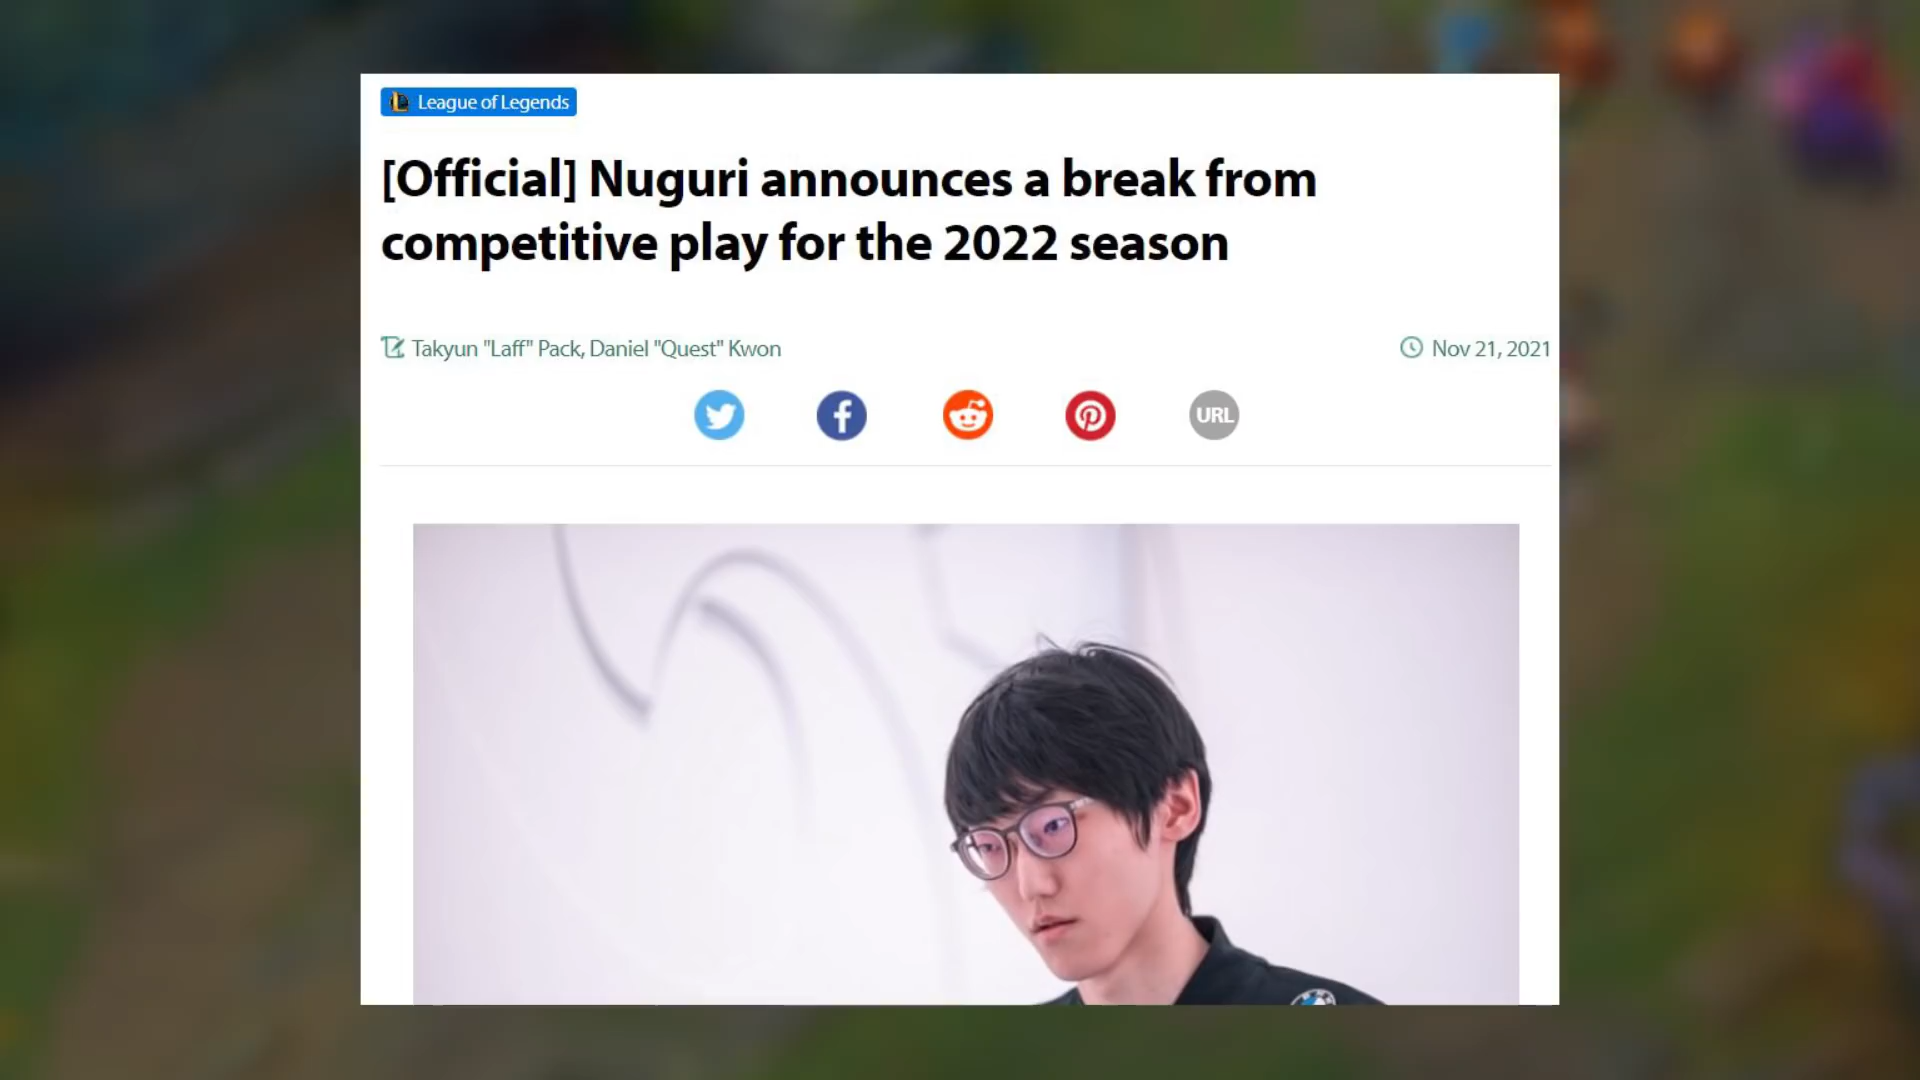 League of Legends
[Official] Nuguri announces a break from
competitive play for the 2022 season
Takyun "Laff" Pack, Daniel "Quest" Kwon
Nov 21, 2021
URL